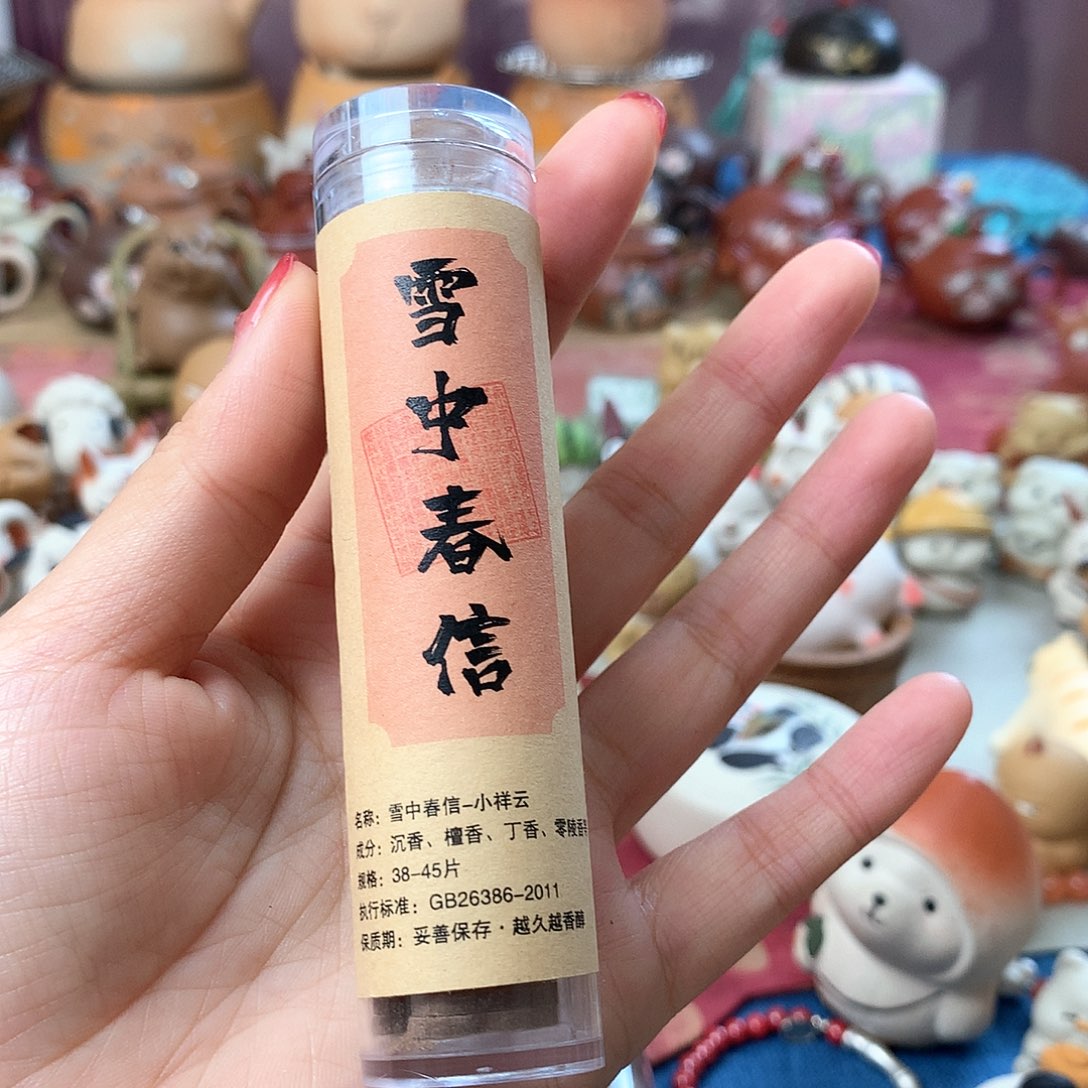 雪中春信
名称：雪中春信-小祥云
成分：沉香、檀香、丁香、零陵香等
规格：38-45片
执行标准：GB26386-2011
保质期：妥善保存·越久越香醇